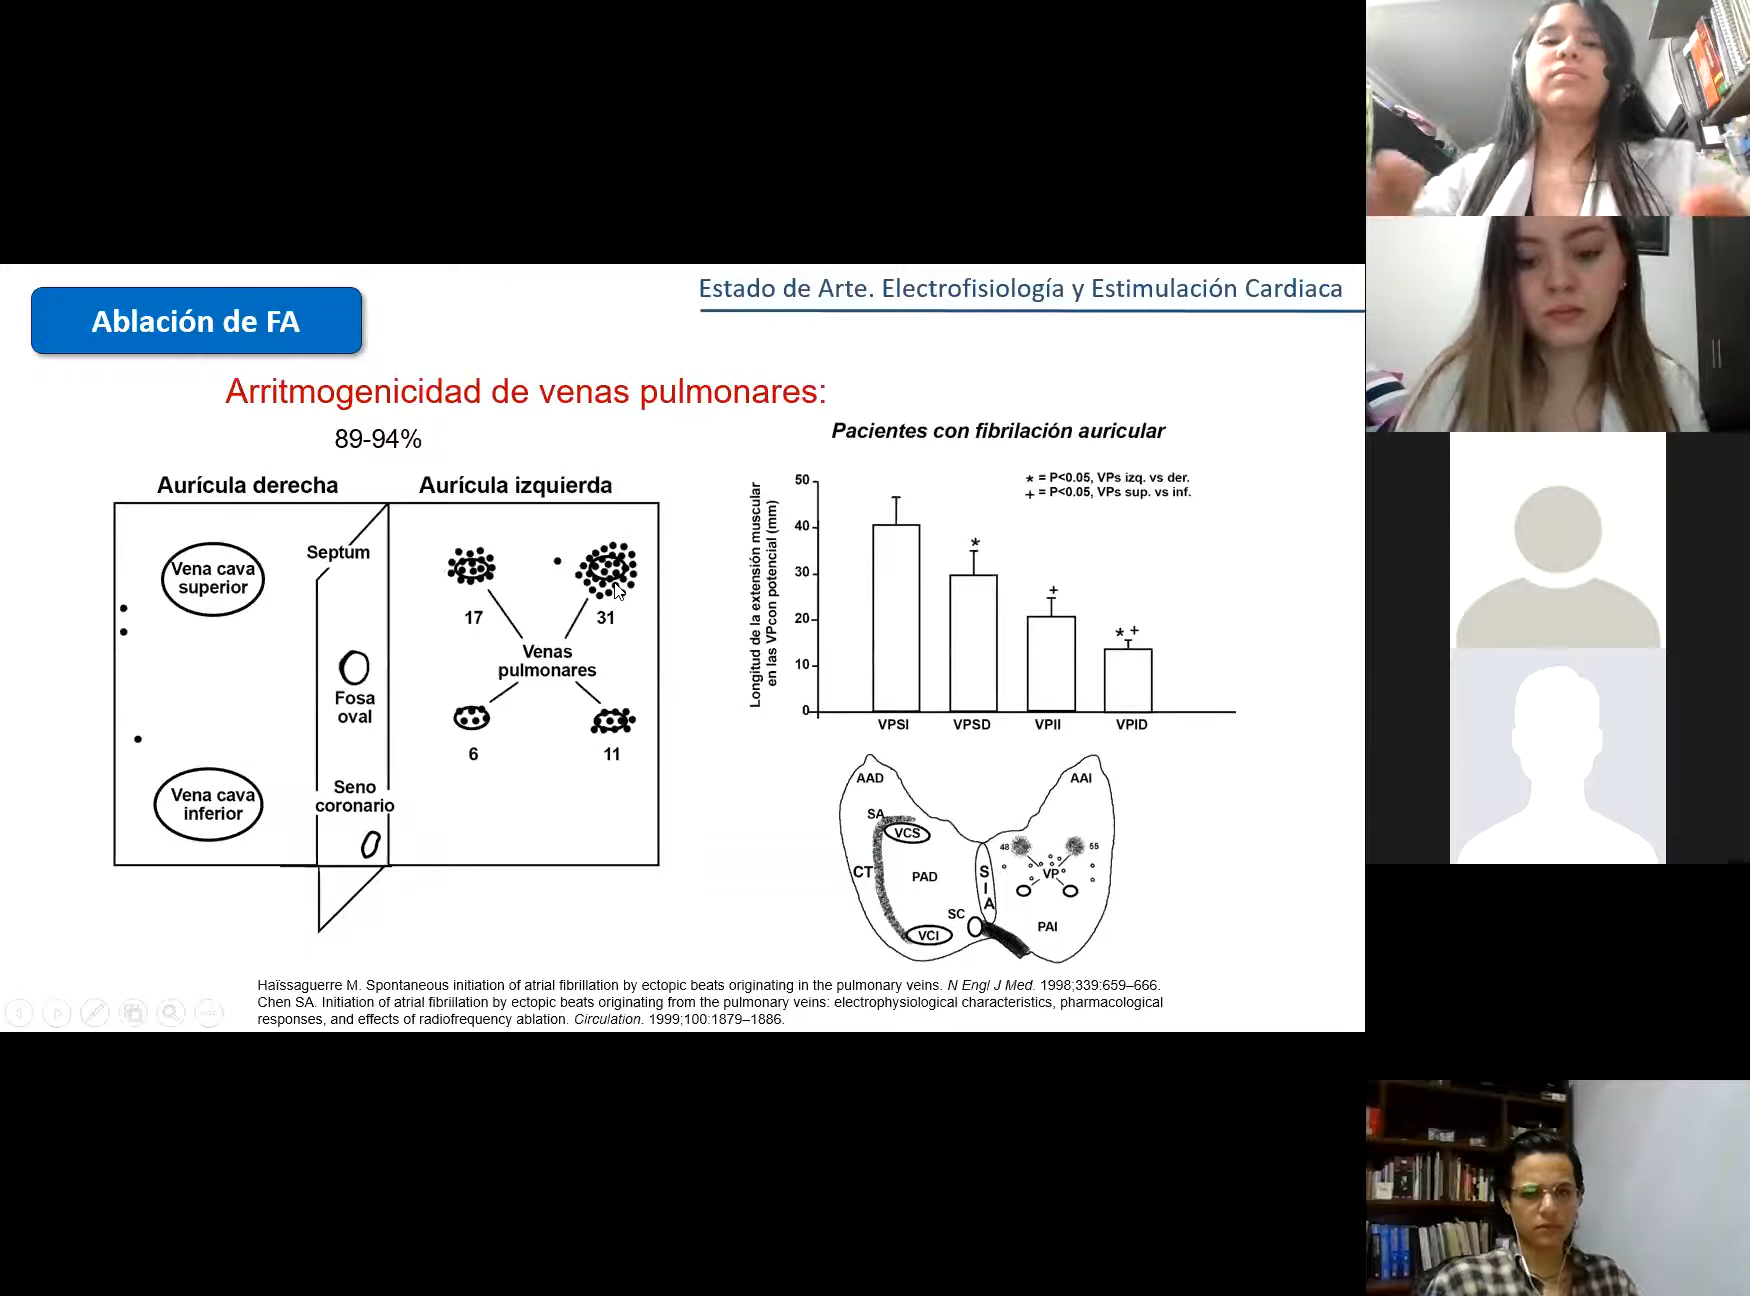 Estado de Arte. Electrofisiología y Estimulación Cardiaca
Ablación de FA
Arritmogenicidad de venas pulmonares:
89-94%
Aurícula derecha
Aurícula izquierda
Vena cava
superior
Septum
17
31
Venas
pulmonares
Fosa
oval
6
11
Seno
coronario
Vena cava
inferior
Pacientes con fibrilación auricular
* = P<0.05, VPs izq. vs der.
+ = P<0.05, VPs sup. vs inf.
Longitud de la extensión muscular
en las VPcon potencial (mm)
50
40
30
20
10
0
*
+
* +
VPSI
VPSD
VPII
VPID
AAD
AAI
SA
VCS
48
55
CT
PAD
S
I
A
VP
SC
VCI
PAI
Haïssaguerre M. Spontaneous initiation of atrial fibrillation by ectopic beats originating in the pulmonary veins. N Engl J Med. 1998;339:659–666.
Chen SA. Initiation of atrial fibrillation by ectopic beats originating from the pulmonary veins: electrophysiological characteristics, pharmacological
responses, and effects of radiofrequency ablation. Circulation. 1999;100:1879–1886.